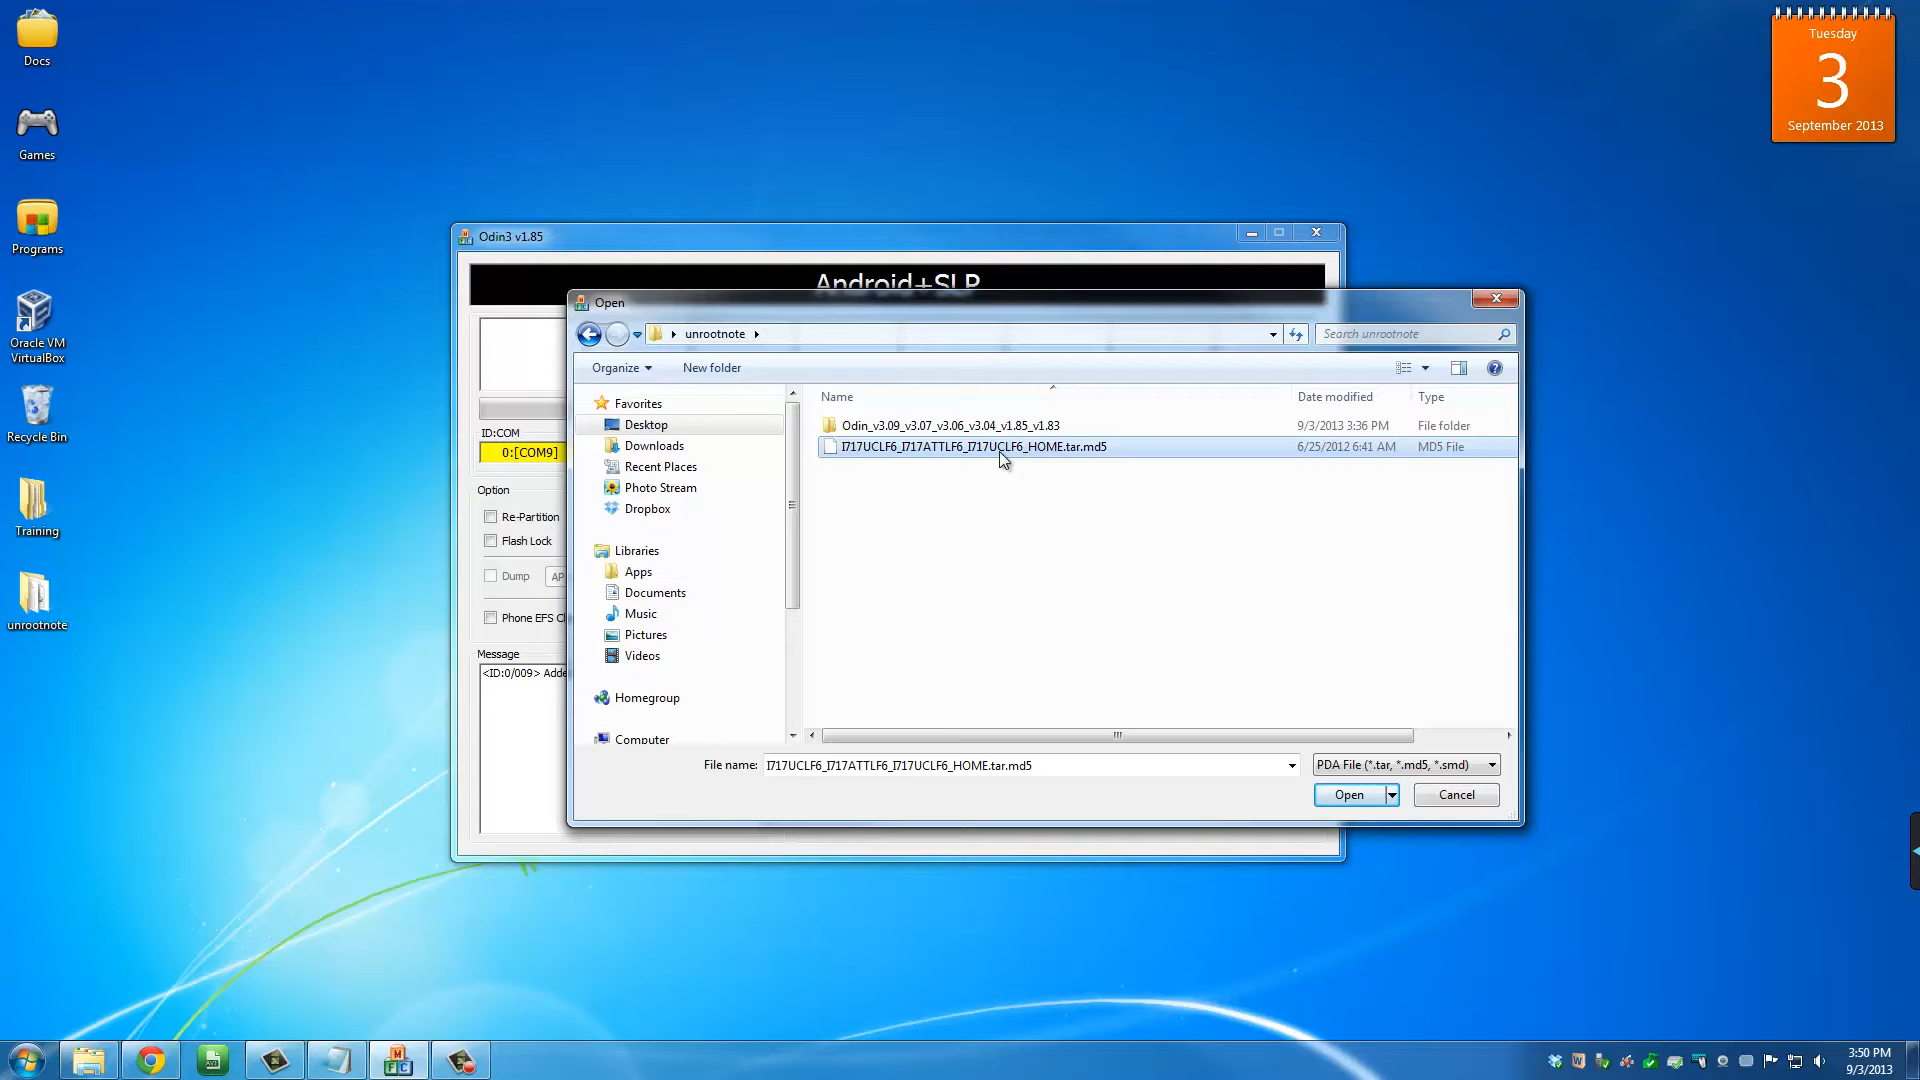 Docs
Games
Programs
Oracle VM
VirtualBox
Recycle Bin
Training
unrootnote
Tuesday
3
September 2013
Odin3 v1.85
Android+SLP
ID:COM
0:[COM9]
Option
Re-Partition
Flash Lock
Dump
AP
Phone EFS Cl
Message
<ID:0/009> Adde
Open
unrootnote
Search unrootnote
Organize
New folder
Favorites
Desktop
Downloads
Recent Places
Photo Stream
Dropbox
Libraries
Apps
Documents
Music
Pictures
Videos
Homegroup
Computer
Name Date modified Type
Odin_v3.09_v3.07_v3.06_v3.04_v1.85_v1.83 9/3/2013 3:36 PM File folder
I717UCLF6_I717ATTLF6_I717UCLF6_HOME.tar.md5 6/25/2012 6:41 AM MD5 File
File name: I717UCLF6_I717ATTLF6_I717UCLF6_HOME.tar.md5
PDA File (*.tar, *.md5, *.smd)
Open
Cancel
3:50 PM
9/3/2013